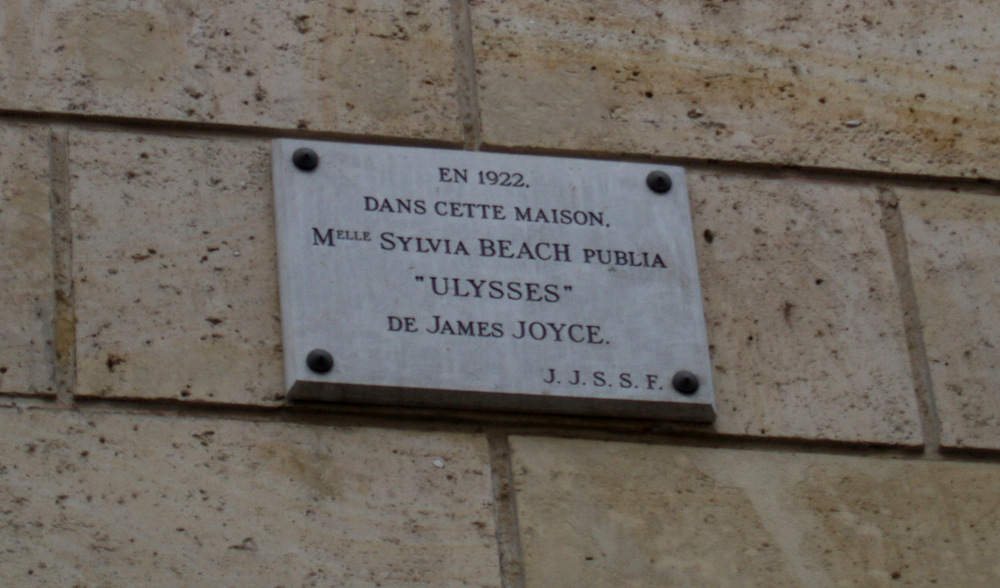 EN 1922.
DANS CETTE MAISON.
MELLE SYLVIA BEACH PUBLIA
"ULYSSES"
DE JAMES JOYCE.
J. J. S. S. F.